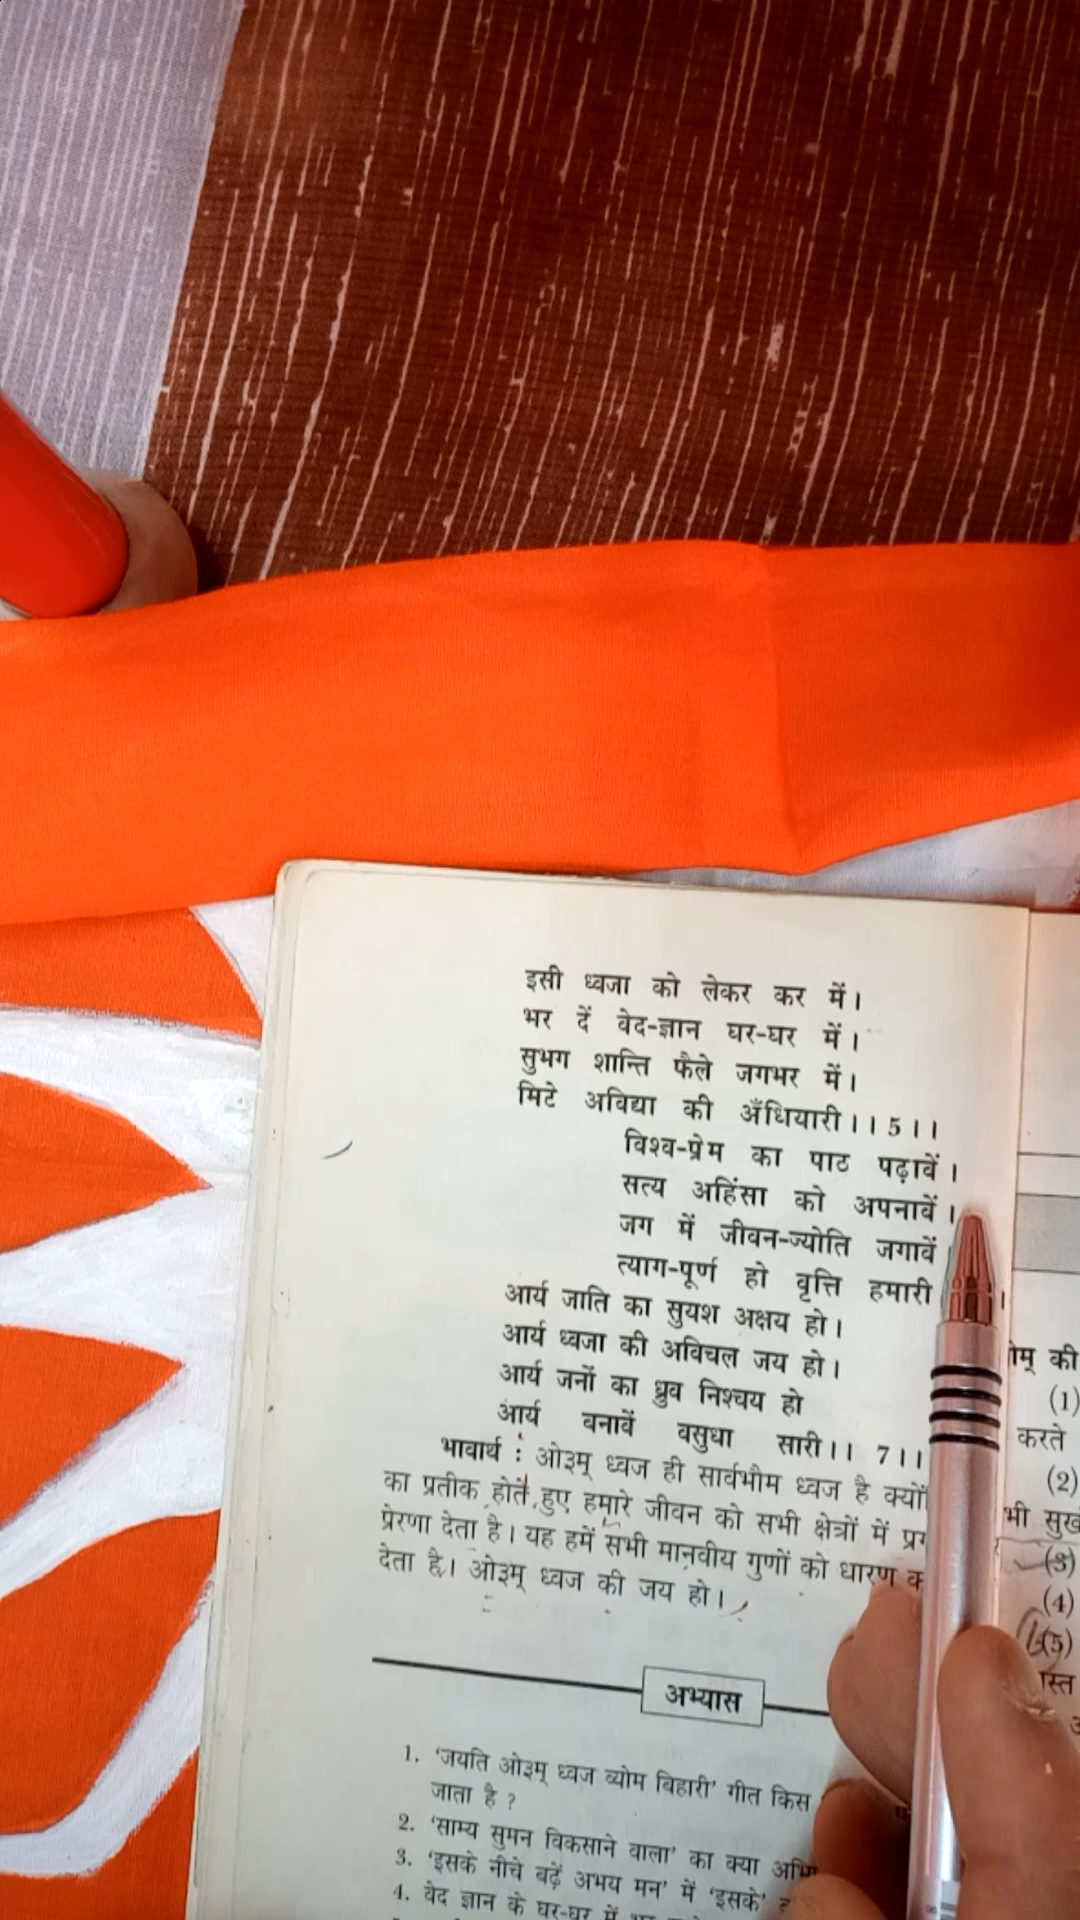 इसी ध्वजा को लेकर कर में।
भर दें वेद-ज्ञान घर-घर में।
सुभग शान्ति फैले जगभर में।
मिटे अविद्या की अँधियारी।।5।।
विश्व-प्रेम का पाठ पढ़ावें।
सत्य अहिंसा को अपनावें।
जग में जीवन-ज्योति जगावें
त्याग-पूर्ण हो वृत्ति हमारी
आर्य जाति का सुयश अक्षय हो।
आर्य ध्वजा की अविचल जय हो।
आर्य जनों का ध्रुव निश्चय हो
आर्य बनावें वसुधा सारी।। 7।।
भावार्थ : ओ३म् ध्वज ही सार्वभौम ध्वज है
का प्रतीक होते हुए हमारे जीवन को सभी क्षेत्रों में
प्रेरणा देता है। यह हमें सभी मानवीय गुणों को धारण
देता है। ओ३म् ध्वज की जय हो।
अभ्यास
1. 'जयति ओ३म् ध्वज व्योम विहारी' गीत किस
जाता है ?
2. 'साम्य सुमन विकसाने वाला' का क्या
3. 'इसके नीचे बढ़ें अभय मन' में 'इसके'
4. वेद ज्ञान के घर-घर में
की
(1)
करते
(2)
सुख
(3)
(4)
(5)